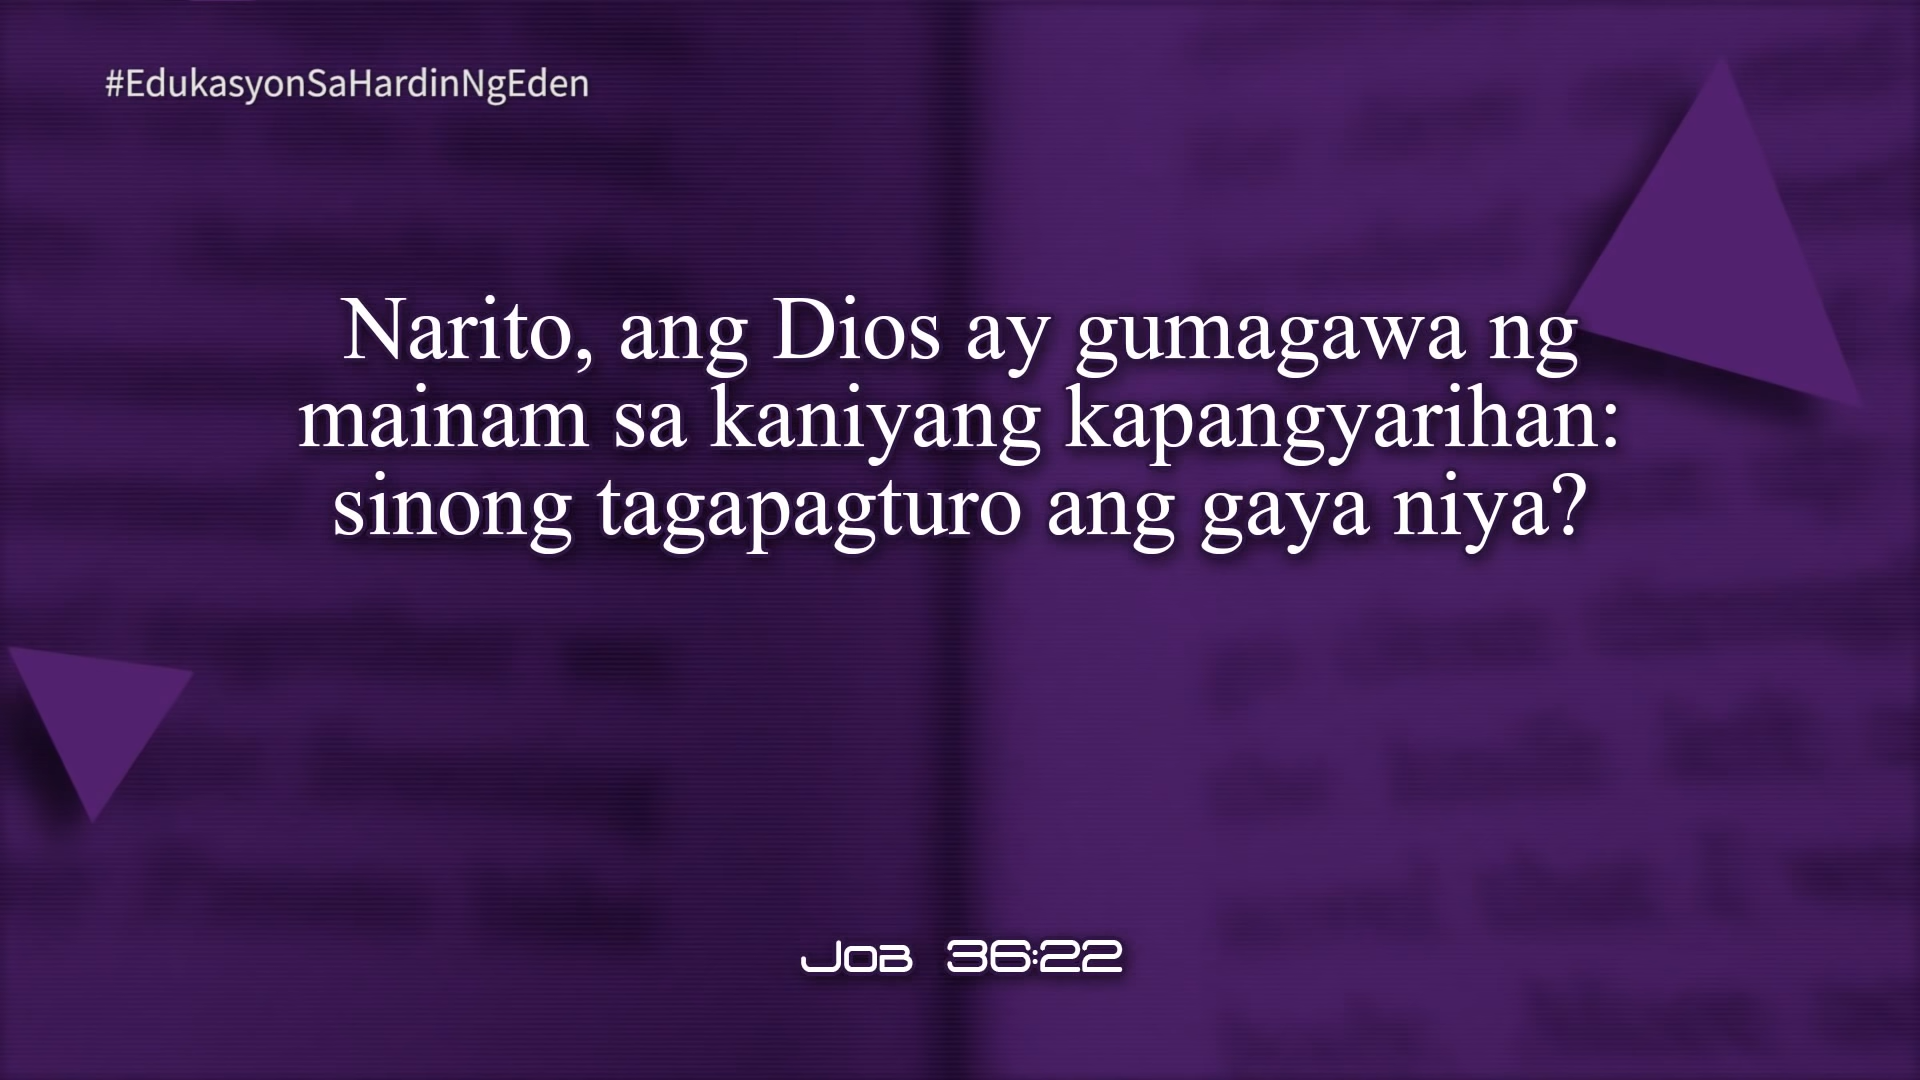 #EdukasyonSaHardinNgEden
Narito, ang Dios ay gumagawa ng
mainam sa kaniyang kapangyarihan:
sinong tagapagturo ang gaya niya?
Job 36:22